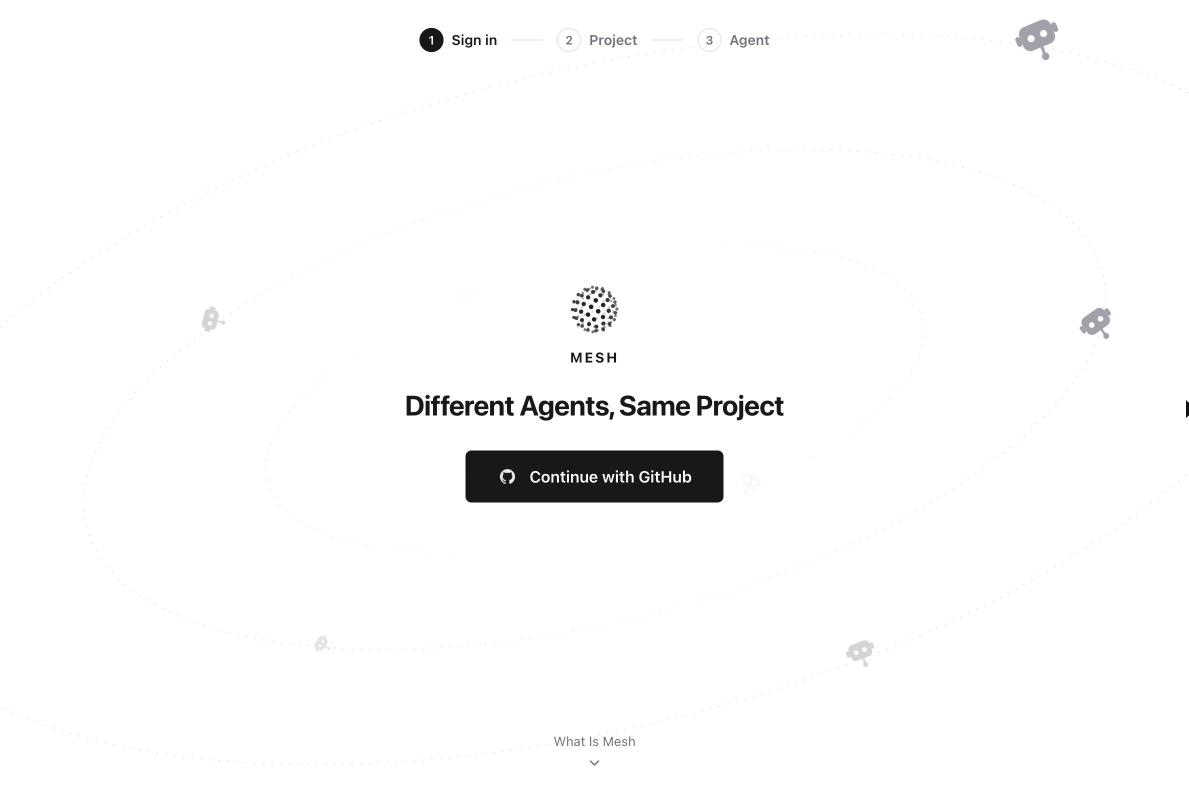 1 Sign in 2 Project 3 Agent
MESH
Different Agents, Same Project
Continue with GitHub
What Is Mesh